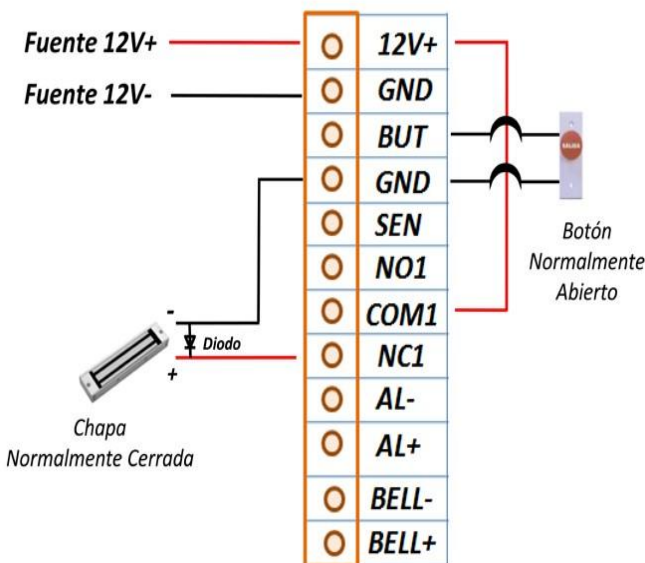 Fuente 12V+
Fuente 12V-
12V+
GND
BUT
GND
SEN
NO1
COM1
NC1
AL-
AL+
BELL-
BELL+
SALIDA
Botón
Normalmente
Abierto
-
Diodo
+
Chapa
Normalmente Cerrada